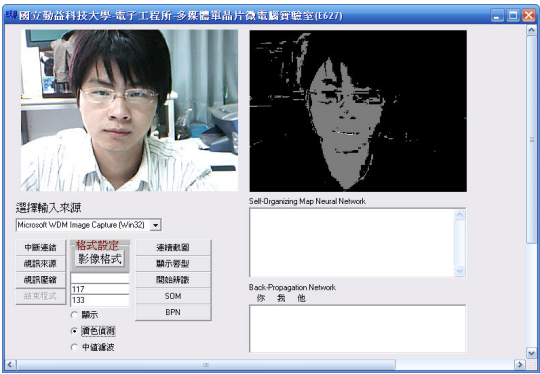 國立勤益科技大學-電子工程所-多媒體單晶片微電腦實驗室(E627)
選擇輸入來源
Microsoft WDM Image Capture (Win32)
中斷連結
視訊來源
視訊壓縮
結束程式
格式設定
影像格式
117
133
顯示
膚色偵測
中値濾波
連續截圖
顯示唇型
開始辨識
SOM
BPN
Self-Organizing Map Neural Network
Back-Propagation Network
你 我 他